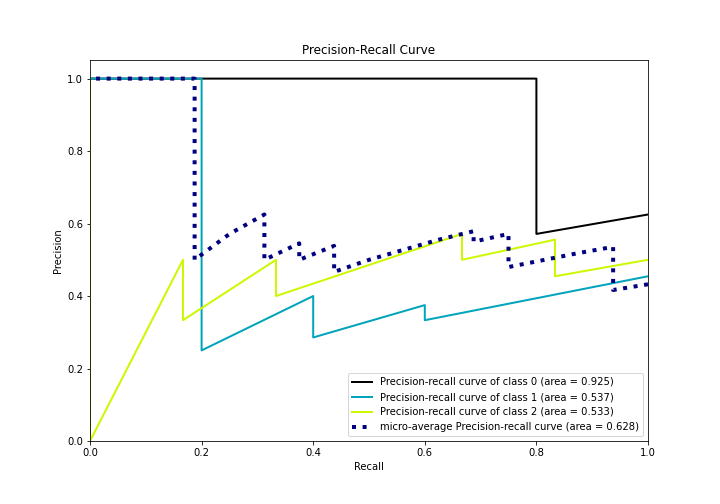 Precision-Recall Curve
1.0
0.8
0.6
0.4
0.2
0.0
Precision
0.0 0.2 0.4 0.6 0.8 1.0
Recall
Precision-recall curve of class 0 (area = 0.925)
Precision-recall curve of class 1 (area = 0.537)
Precision-recall curve of class 2 (area = 0.533)
micro-average Precision-recall curve (area = 0.628)